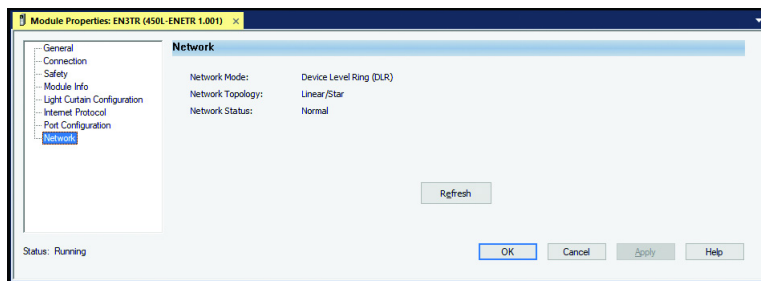 Module Properties: EN3TR (450L-ENETR 1.001) ×
General
Connection
Safety
Module Info
Light Curtain Configuration
Internet Protocol
Port Configuration
Network
Network
Network Mode: Device Level Ring (DLR)
Network Topology: Linear/Star
Network Status: Normal
Refresh
Status: Running
OK Cancel Apply Help